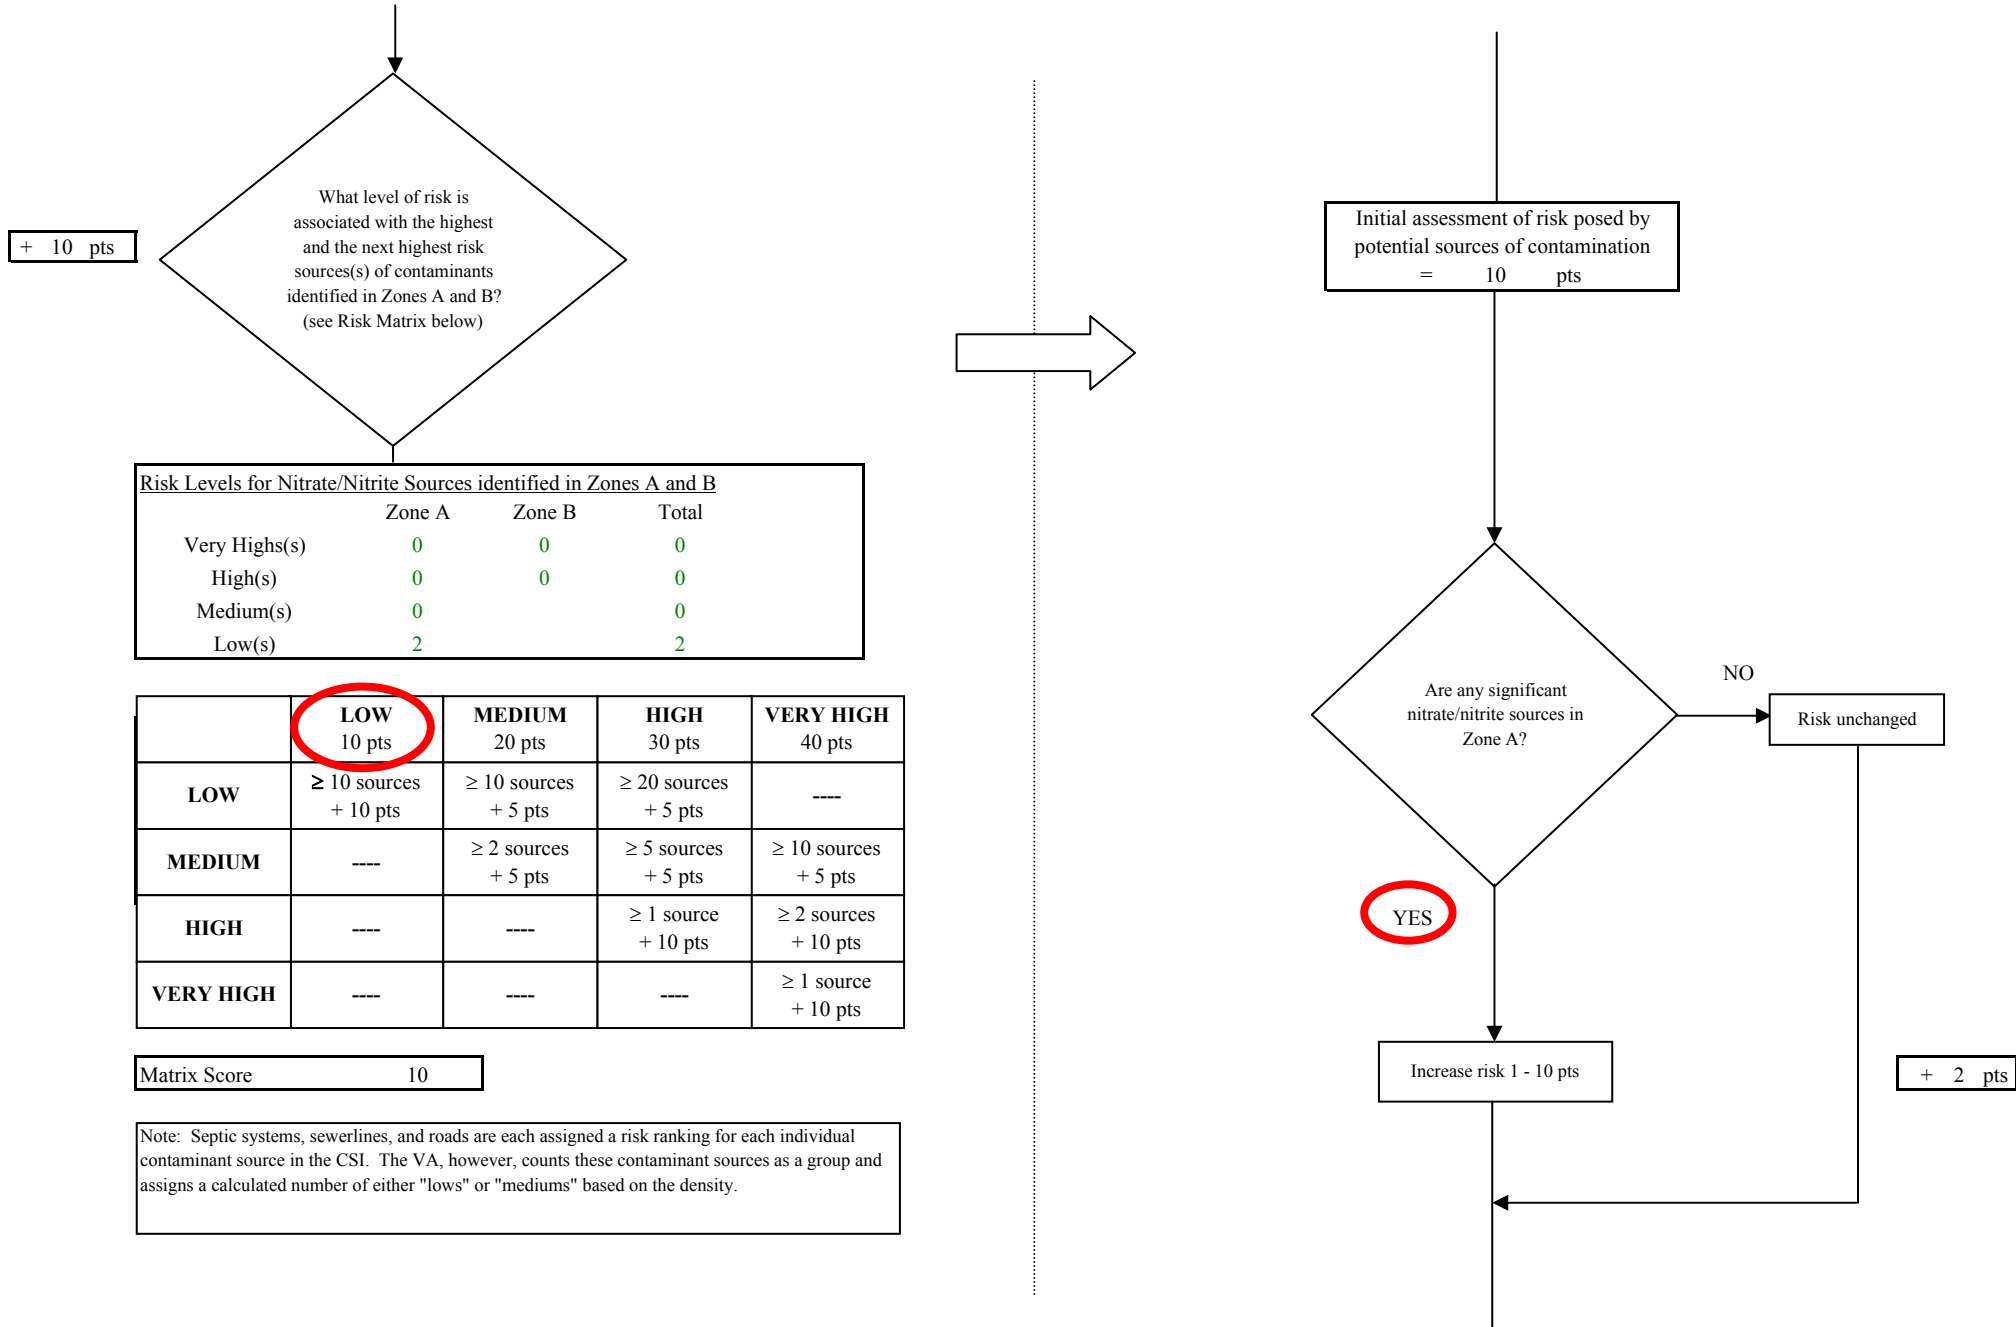 What level of risk is
associated with the highest
and the next highest risk
sources(s) of contaminants
identified in Zones A and B?
(see Risk Matrix below)
+ 10 pts
Risk Levels for Nitrate/Nitrite Sources identified in Zones A and B
Zone A Zone B Total
Very Highs(s) 0 0 0
High(s) 0 0 0
Medium(s) 0 0
Low(s) 2 2
LOW MEDIUM HIGH VERY HIGH
10 pts 20 pts 30 pts 40 pts
LOW ≥ 10 sources ≥ 10 sources ≥ 20 sources ----
+ 10 pts + 5 pts + 5 pts
MEDIUM ---- ≥ 2 sources ≥ 5 sources ≥ 10 sources
+ 5 pts + 5 pts + 5 pts
HIGH ---- ---- ≥ 1 source ≥ 2 sources
+ 10 pts + 10 pts
VERY HIGH ---- ---- ---- ≥ 1 source
+ 10 pts
Matrix Score 10
Note: Septic systems, sewerlines, and roads are each assigned a risk ranking for each individual
contaminant source in the CSI. The VA, however, counts these contaminant sources as a group and
assigns a calculated number of either "lows" or "mediums" based on the density.
Initial assessment of risk posed by
potential sources of contamination
= 10 pts
Are any significant
nitrate/nitrite sources in
Zone A?
NO
Risk unchanged
YES
Increase risk 1 - 10 pts
+ 2 pts